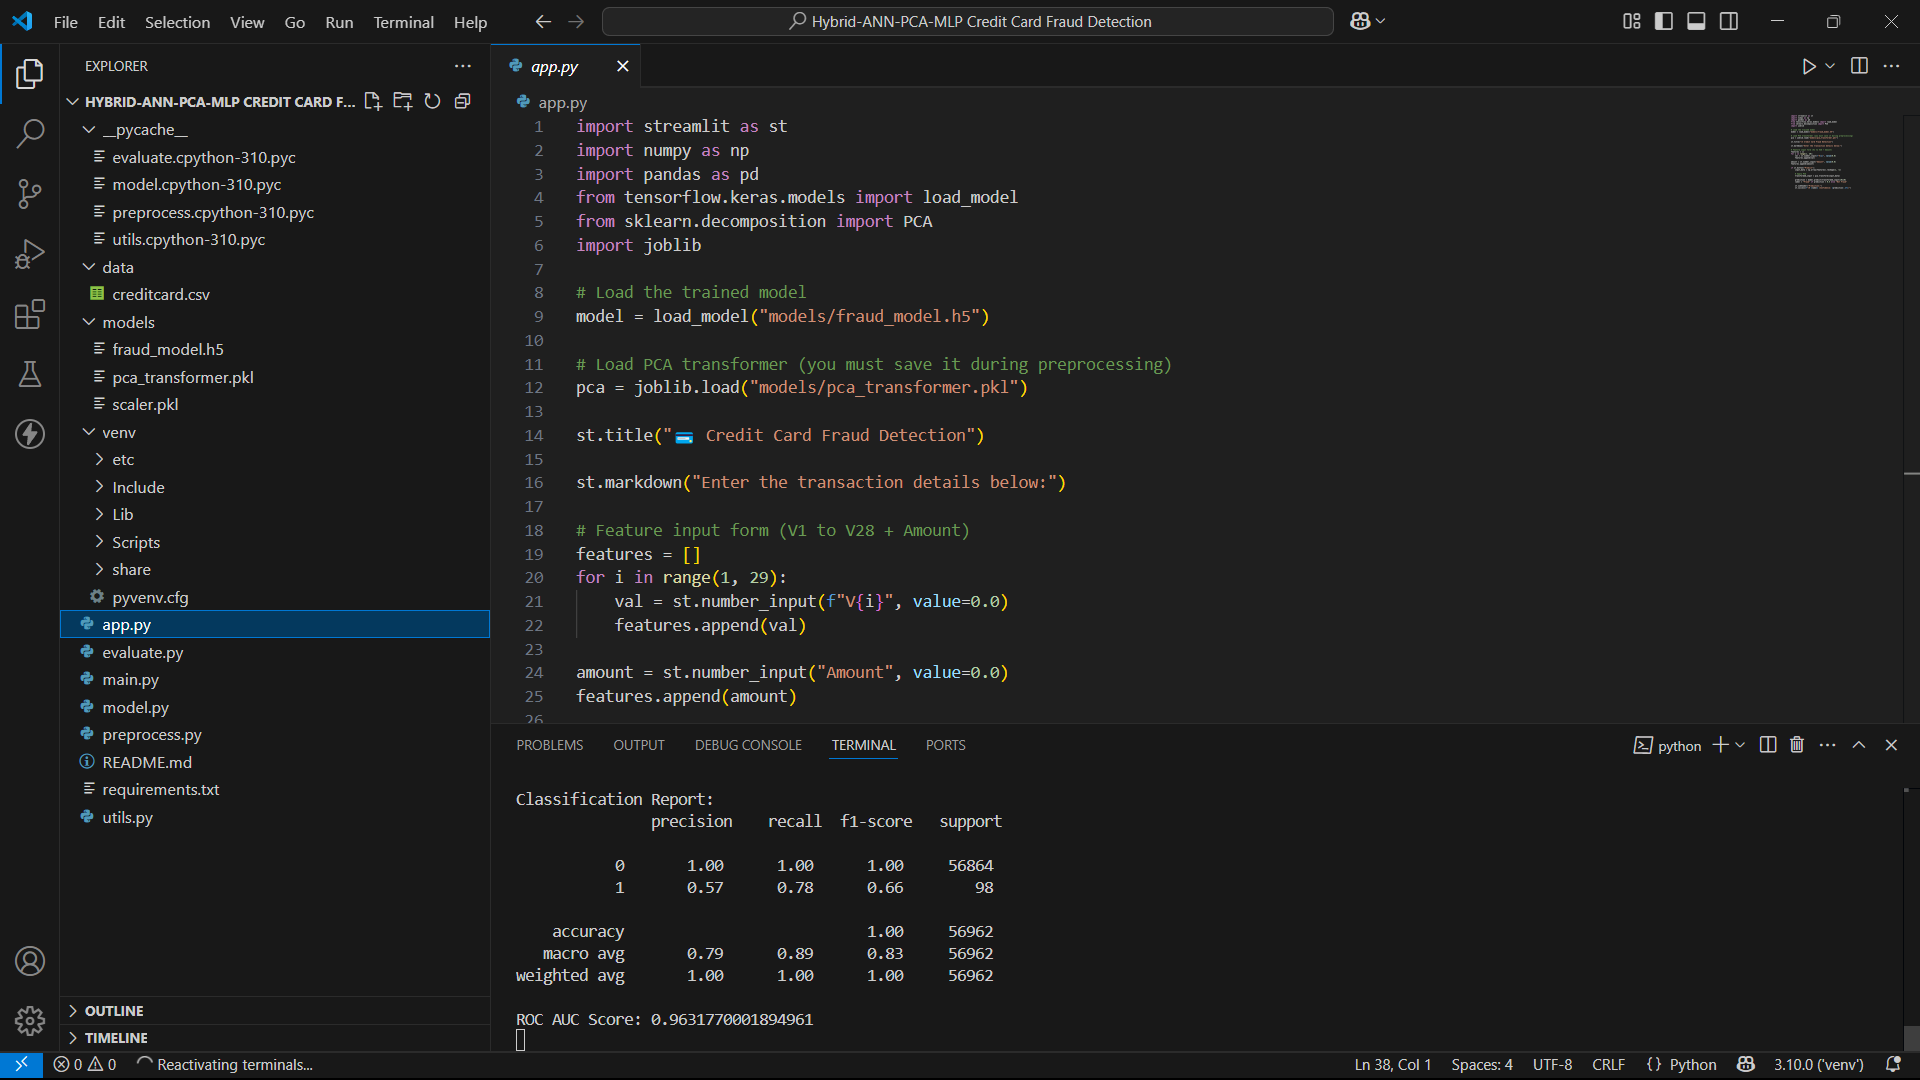 File Edit Selection View Go Run Terminal Help
Hybrid-ANN-PCA-MLP Credit Card Fraud Detection
EXPLORER
HYBRID-ANN-PCA-MLP CREDIT CARD F...
__pycache__
evaluate.cpython-310.pyc
model.cpython-310.pyc
preprocess.cpython-310.pyc
utils.cpython-310.pyc
data
creditcard.csv
models
fraud_model.h5
pca_transformer.pkl
scaler.pkl
venv
etc
Include
Lib
Scripts
share
pyvenv.cfg
app.py
evaluate.py
main.py
model.py
preprocess.py
README.md
requirements.txt
utils.py
OUTLINE
TIMELINE
app.py
app.py
1 import streamlit as st
2 import numpy as np
3 import pandas as pd
4 from tensorflow.keras.models import load_model
5 from sklearn.decomposition import PCA
6 import joblib
7
8 # Load the trained model
9 model = load_model("models/fraud_model.h5")
10
11 # Load PCA transformer (you must save it during preprocessing)
12 pca = joblib.load("models/pca_transformer.pkl")
13
14 st.title("💳 Credit Card Fraud Detection")
15
16 st.markdown("Enter the transaction details below:")
17
18 # Feature input form (V1 to V28 + Amount)
19 features = []
20 for i in range(1, 29):
21     val = st.number_input(f"V{i}", value=0.0)
22     features.append(val)
23
24 amount = st.number_input("Amount", value=0.0)
25 features.append(amount)
26
PROBLEMS OUTPUT DEBUG CONSOLE TERMINAL PORTS
python
Classification Report:
precision recall f1-score support
0 1.00 1.00 1.00 56864
1 0.57 0.78 0.66 98
accuracy 1.00 56962
macro avg 0.79 0.89 0.83 56962
weighted avg 1.00 1.00 1.00 56962
ROC AUC Score: 0.9631770001894961
0 0 Reactivating terminals... Ln 38, Col 1 Spaces: 4 UTF-8 CRLF {} Python 3.10.0 ('venv')